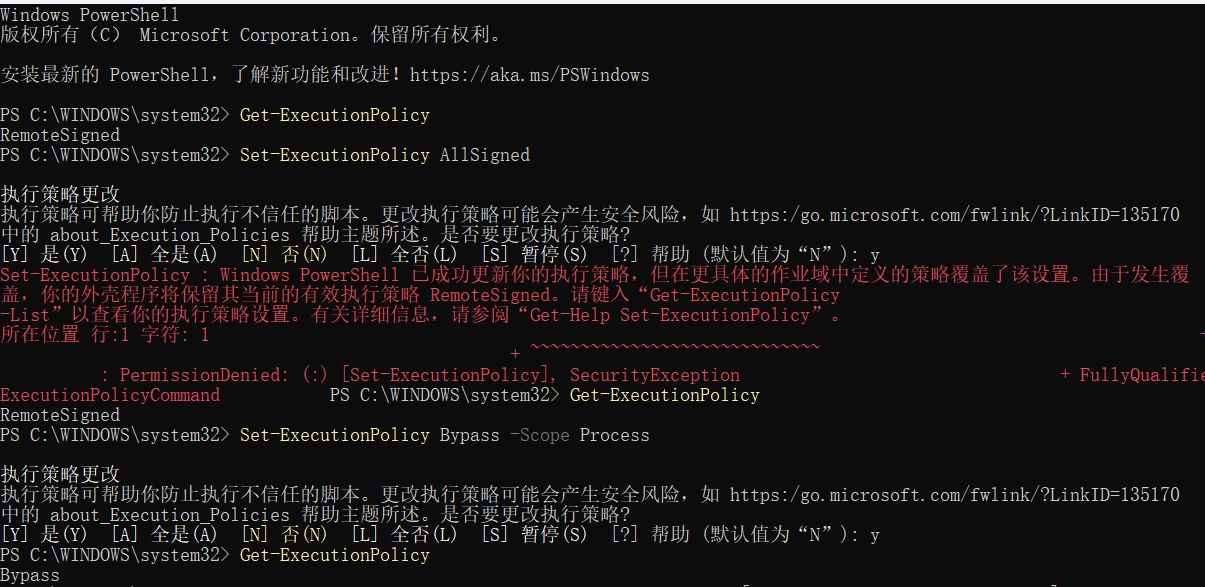 Windows PowerShell
版权所有（C） Microsoft Corporation。保留所有权利。
安装最新的 PowerShell，了解新功能和改进！https://aka.ms/PSWindows
PS C:\WINDOWS\system32> Get-ExecutionPolicy
RemoteSigned
PS C:\WINDOWS\system32> Set-ExecutionPolicy AllSigned
执行策略更改
执行策略可帮助你防止执行不信任的脚本。更改执行策略可能会产生安全风险，如 https:/go.microsoft.com/fwlink/?LinkID=135170
中的 about_Execution_Policies 帮助主题所述。是否要更改执行策略?
[Y] 是(Y)  [A] 全是(A)  [N] 否(N)  [L] 全否(L)  [S] 暂停(S)  [?] 帮助 (默认值为“N”): y
Set-ExecutionPolicy : Windows PowerShell 已成功更新你的执行策略，但在更具体的作业域中定义的策略覆盖了该设置。由于发生覆
盖，你的外壳程序将保留其当前的有效执行策略 RemoteSigned。请键入“Get-ExecutionPolicy
-List”以查看你的执行策略设置。有关详细信息，请参阅“Get-Help Set-ExecutionPolicy”。
所在位置 行:1 字符: 1
+ ~~~~~~~~~~~~~~~~~~~~~~~~~~~~~
: PermissionDenied: (:) [Set-ExecutionPolicy], SecurityException + FullyQualifie
ExecutionPolicyCommand PS C:\WINDOWS\system32> Get-ExecutionPolicy
RemoteSigned
PS C:\WINDOWS\system32> Set-ExecutionPolicy Bypass -Scope Process
执行策略更改
执行策略可帮助你防止执行不信任的脚本。更改执行策略可能会产生安全风险，如 https:/go.microsoft.com/fwlink/?LinkID=135170
中的 about_Execution_Policies 帮助主题所述。是否要更改执行策略?
[Y] 是(Y)  [A] 全是(A)  [N] 否(N)  [L] 全否(L)  [S] 暂停(S)  [?] 帮助 (默认值为“N”): y
PS C:\WINDOWS\system32> Get-ExecutionPolicy
Bypass